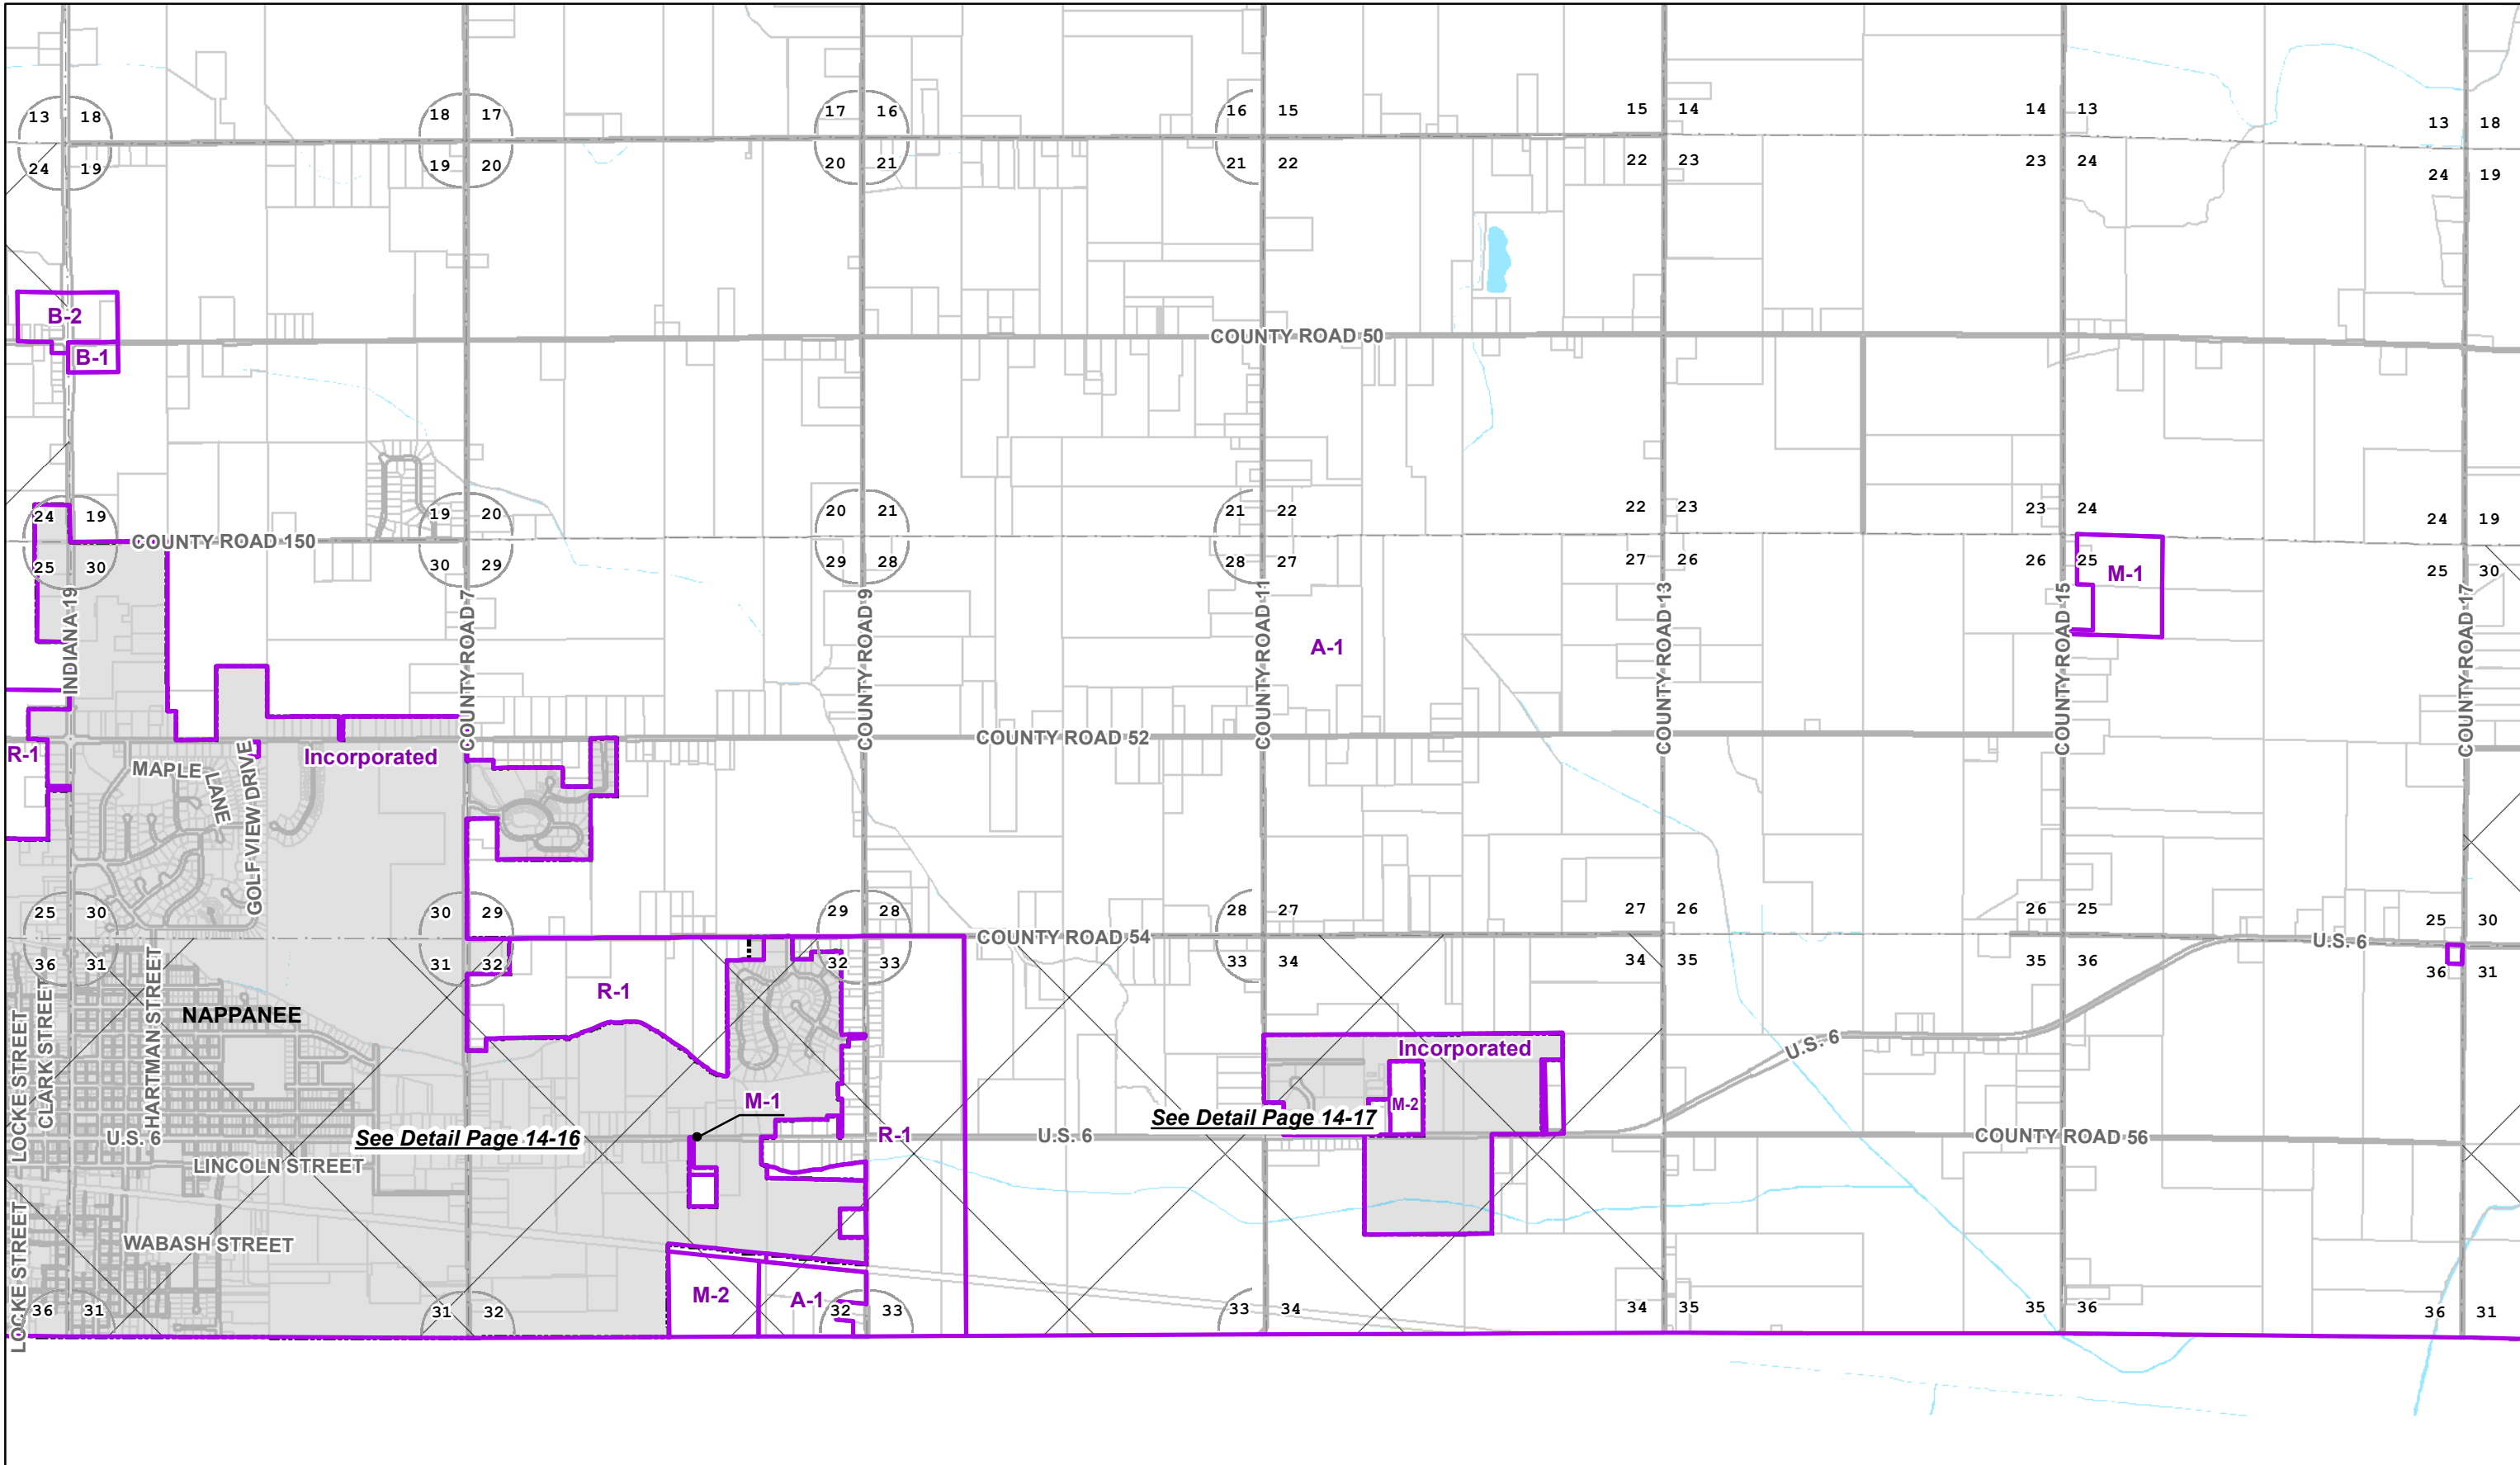 13 18 18 17 17 16 16 15 15 14 14 13 13 18
24 19 19 20 20 21 21 22 22 23 23 24 24 19
B-2
COUNTY ROAD 50
B-1
24 19 19 20 20 21 21 22 22 23 23 24 24 19
COUNTY ROAD 150
25 30 30 29 29 28 28 27 27 26 26 25 25 30
M-1
INDIANA 19
COUNTY ROAD 7
COUNTY ROAD 9
COUNTY ROAD 11
COUNTY ROAD 13
COUNTY ROAD 15
COUNTY ROAD 17
A-1
COUNTY ROAD 52
R-1
Incorporated
MAPLE
LANE
GOLFVIEW DRIVE
25 30 30 29 29 28 28 27 27 26 26 25 25 30
COUNTY ROAD 54
U.S. 6
36 31 31 32 32 33 33 34 34 35 35 36 36 31
R-1
NAPPANEE
LOCKE STREET
CLARK STREET
HARTMAN STREET
U.S. 6
Incorporated
M-1
M-2
See Detail Page 14-17
U.S. 6
See Detail Page 14-16
R-1
U.S. 6
COUNTY ROAD 56
LINCOLN STREET
WABASH STREET
LOCKE STREET
M-2
A-1
36 31 31 32 32 33 33 34 34 35 35 36 36 31